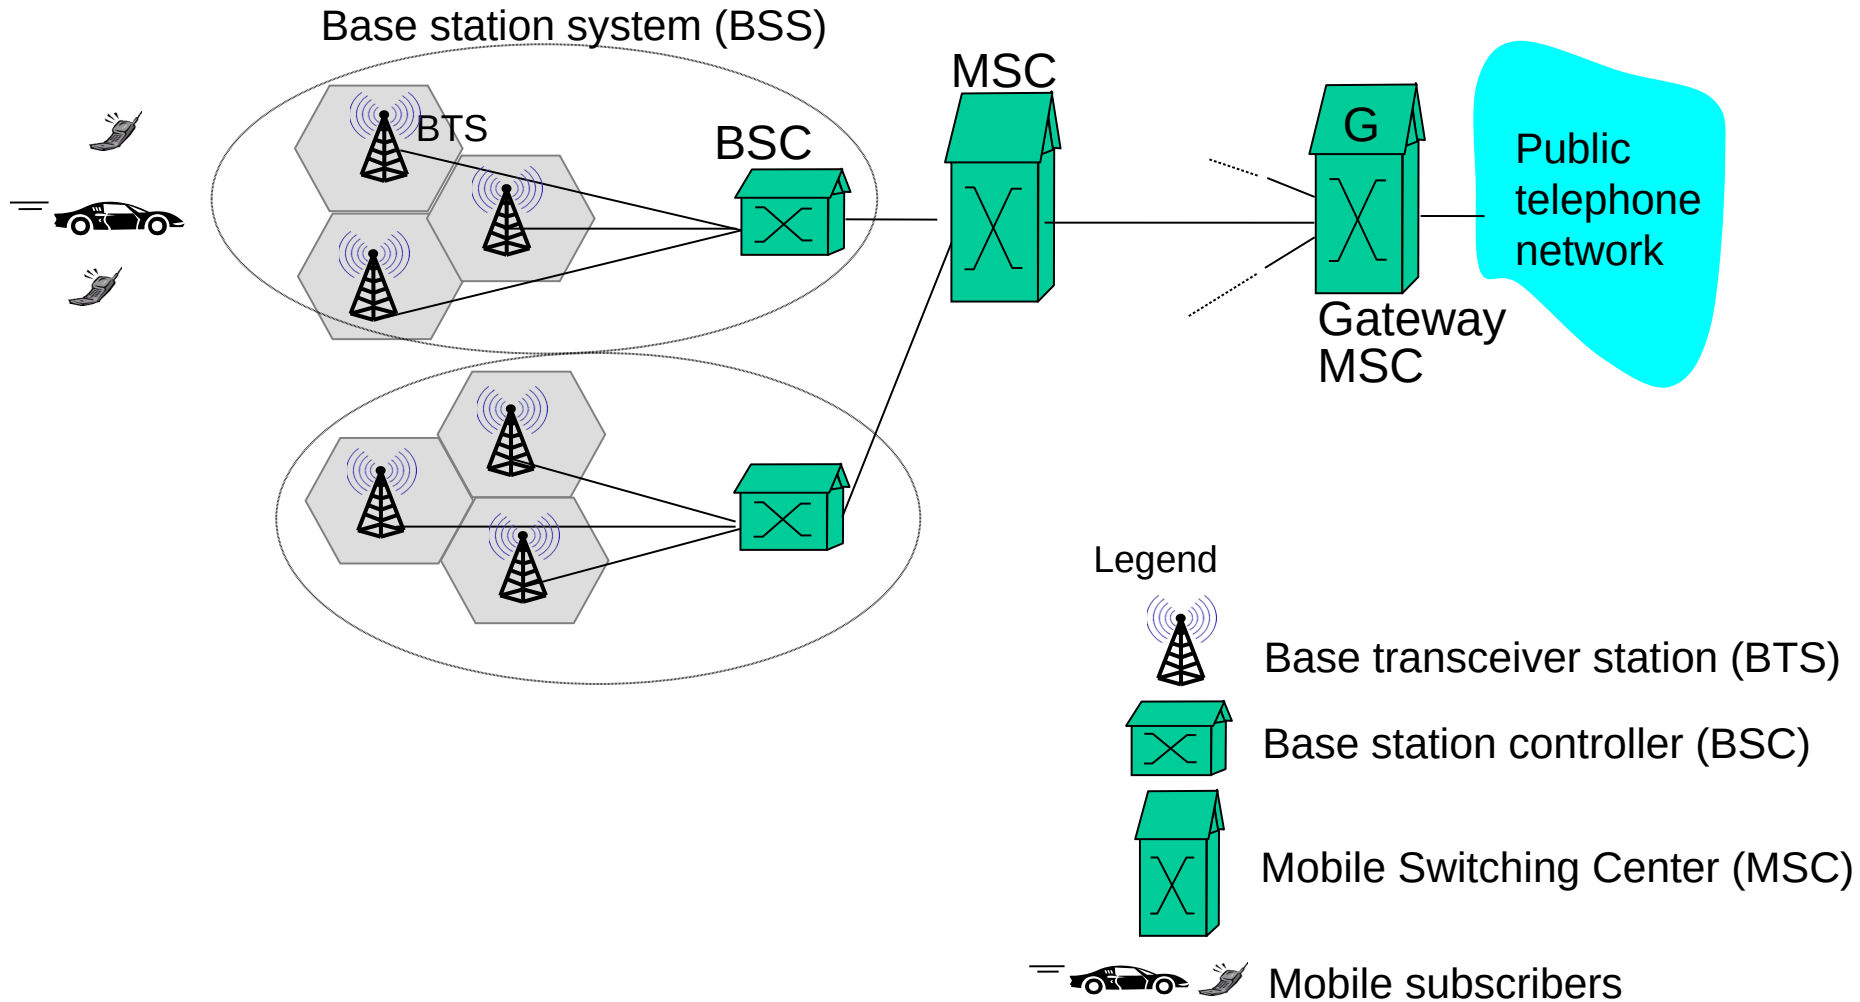 Base station system (BSS)
BTS
BSC
MSC
G
Gateway
MSC
Public
telephone
network
Legend
Base transceiver station (BTS)
Base station controller (BSC)
Mobile Switching Center (MSC)
Mobile subscribers